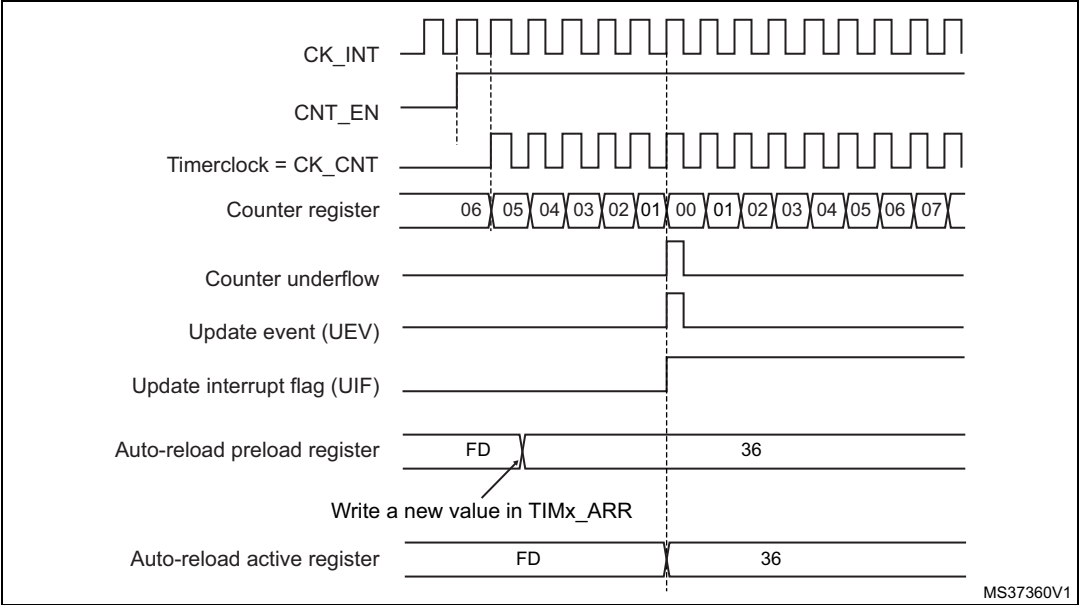 CK_INT
CNT_EN
Timerclock = CK_CNT
Counter register 06 05 04 03 02 01 00 01 02 03 04 05 06 07
Counter underflow
Update event (UEV)
Update interrupt flag (UIF)
Auto-reload preload register FD 36
Write a new value in TIMx_ARR
Auto-reload active register FD 36
MS37360V1